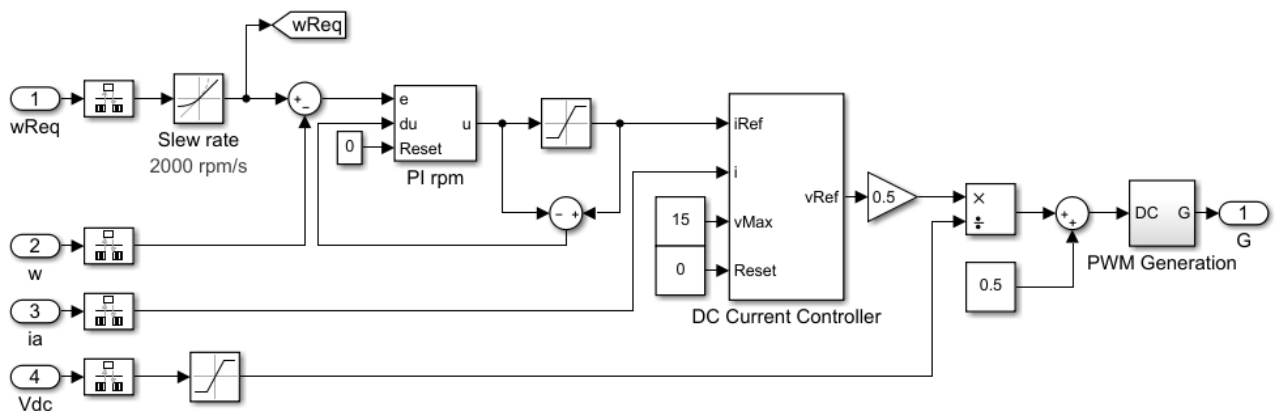 wReq
1
wReq
Slew rate
2000 rpm/s
+
−
e
du
Reset
u
PI rpm
0
− +
iRef
i
vMax
Reset
vRef
DC Current Controller
15
0
0.5
×
÷
+
+
0.5
DC G
PWM Generation
1
G
2
w
3
ia
4
Vdc